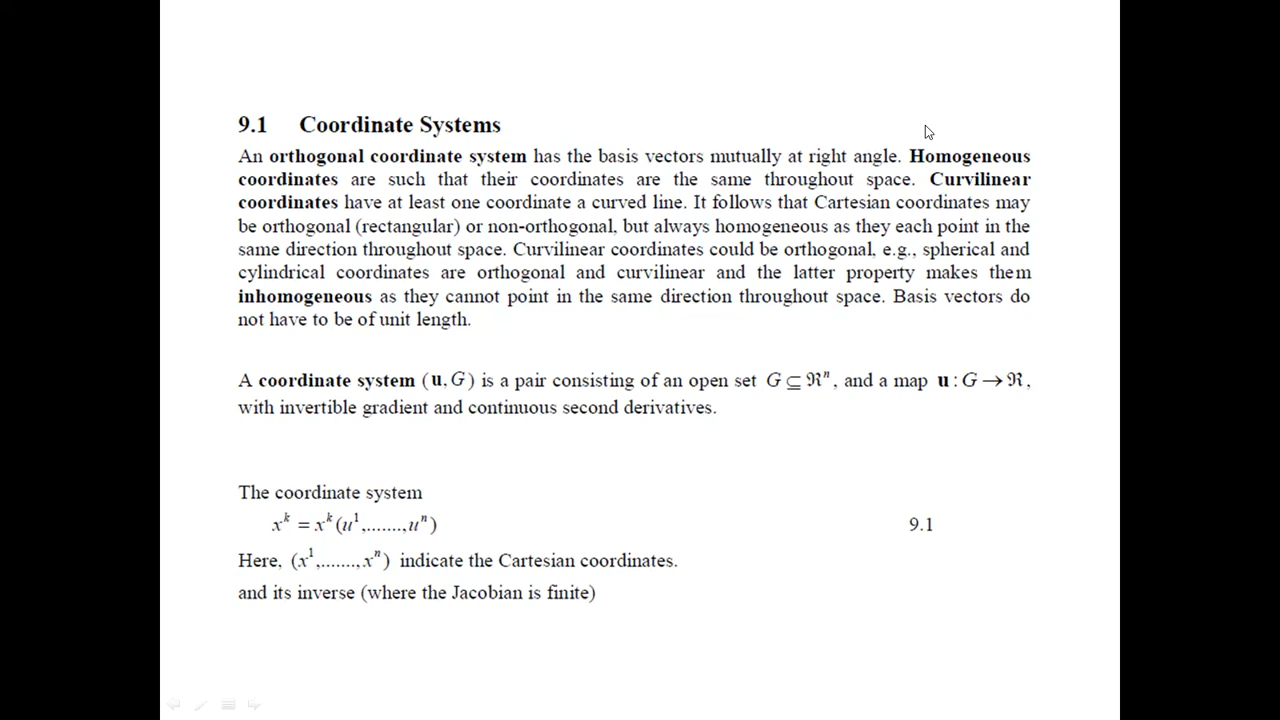 9.1 Coordinate Systems
An orthogonal coordinate system has the basis vectors mutually at right angle. Homogeneous
coordinates are such that their coordinates are the same throughout space. Curvilinear
coordinates have at least one coordinate a curved line. It follows that Cartesian coordinates may
be orthogonal (rectangular) or non-orthogonal, but always homogeneous as they each point in the
same direction throughout space. Curvilinear coordinates could be orthogonal, e.g., spherical and
cylindrical coordinates are orthogonal and curvilinear and the latter property makes them
inhomogeneous as they cannot point in the same direction throughout space. Basis vectors do
not have to be of unit length.
A coordinate system (u, G) is a pair consisting of an open set G ⊆ ℜⁿ, and a map u : G → ℜ,
with invertible gradient and continuous second derivatives.
The coordinate system
xᵏ = xᵏ(u¹,.......,uⁿ) 9.1
Here, (x¹,.......,xⁿ) indicate the Cartesian coordinates.
and its inverse (where the Jacobian is finite)